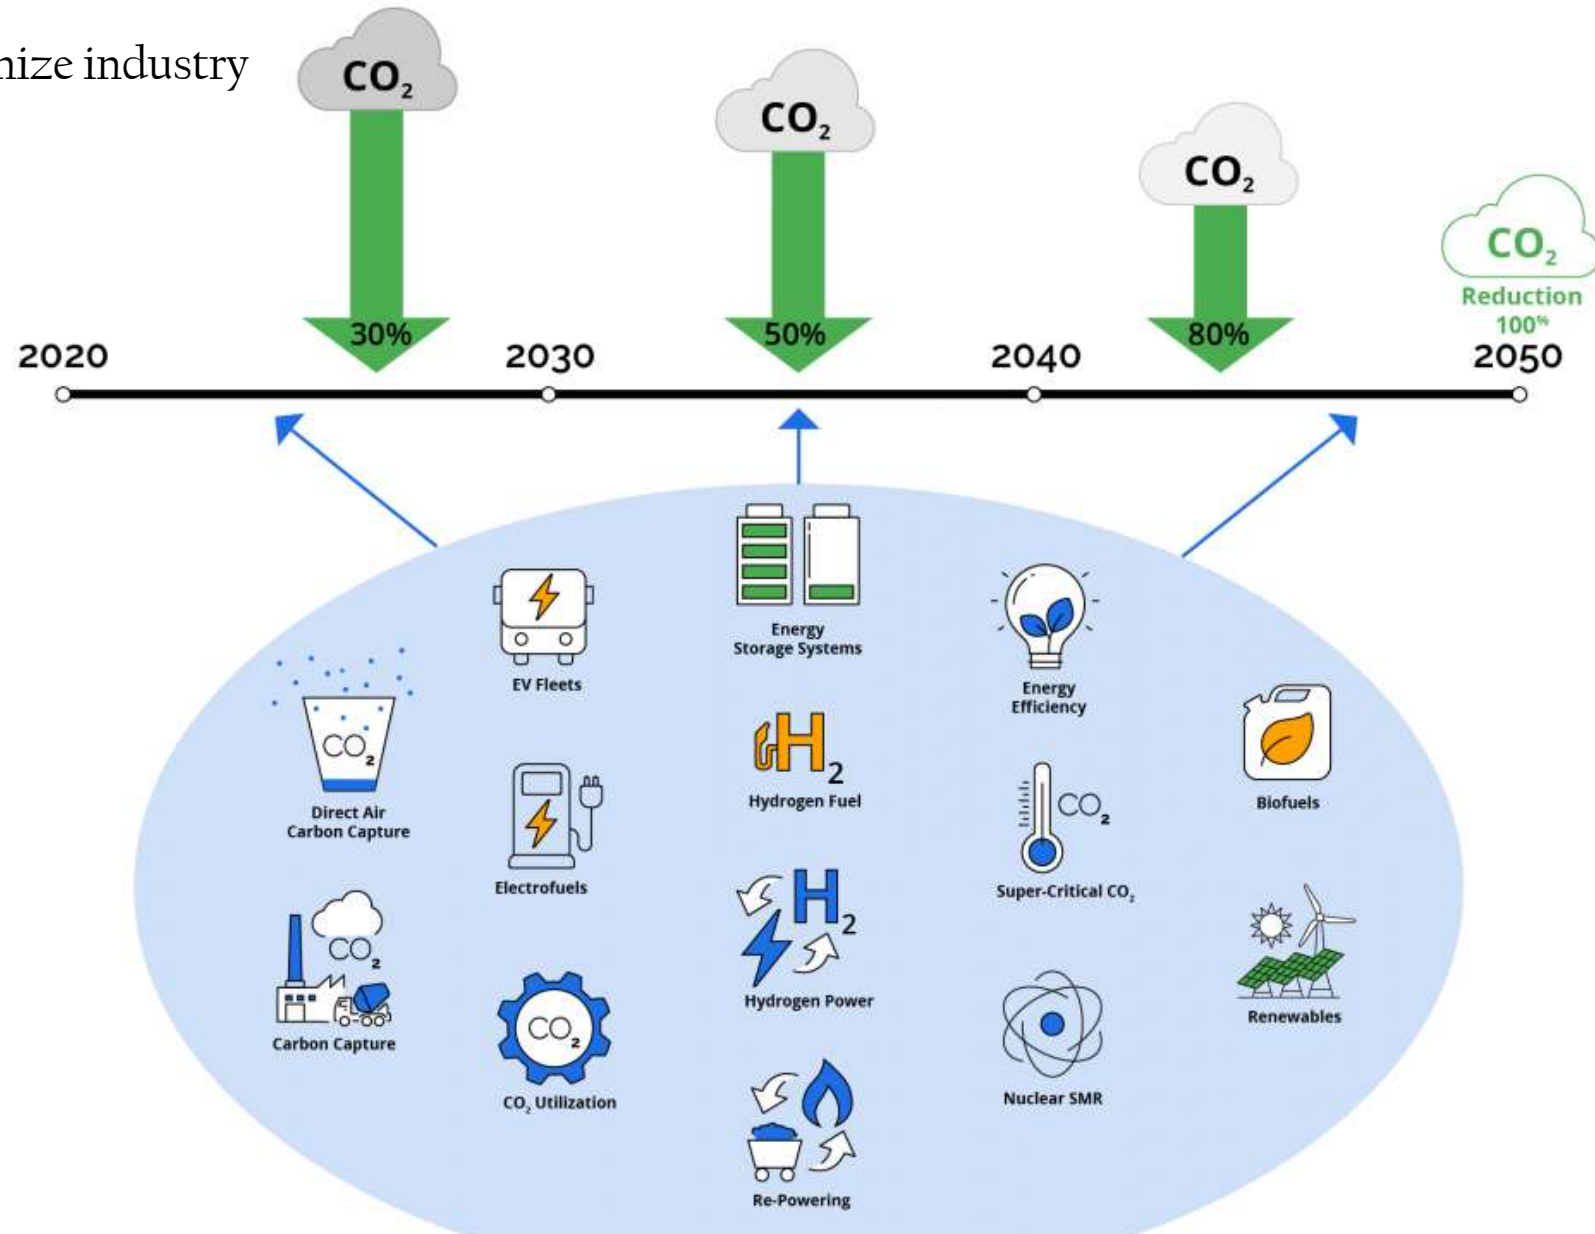 nize industry
CO₂
CO₂
CO₂
CO₂
Reduction
100%
30%
50%
80%
2020
2030
2040
2050
Energy
Storage Systems
EV Fleets
Energy
Efficiency
CO₂
Direct Air
Carbon Capture
H₂
Hydrogen Fuel
CO₂
Biofuels
Electrofuels
Super-Critical CO₂
H₂
Hydrogen Power
CO₂
Carbon Capture
Renewables
CO₂
CO₂ Utilization
Nuclear SMR
Re-Powering